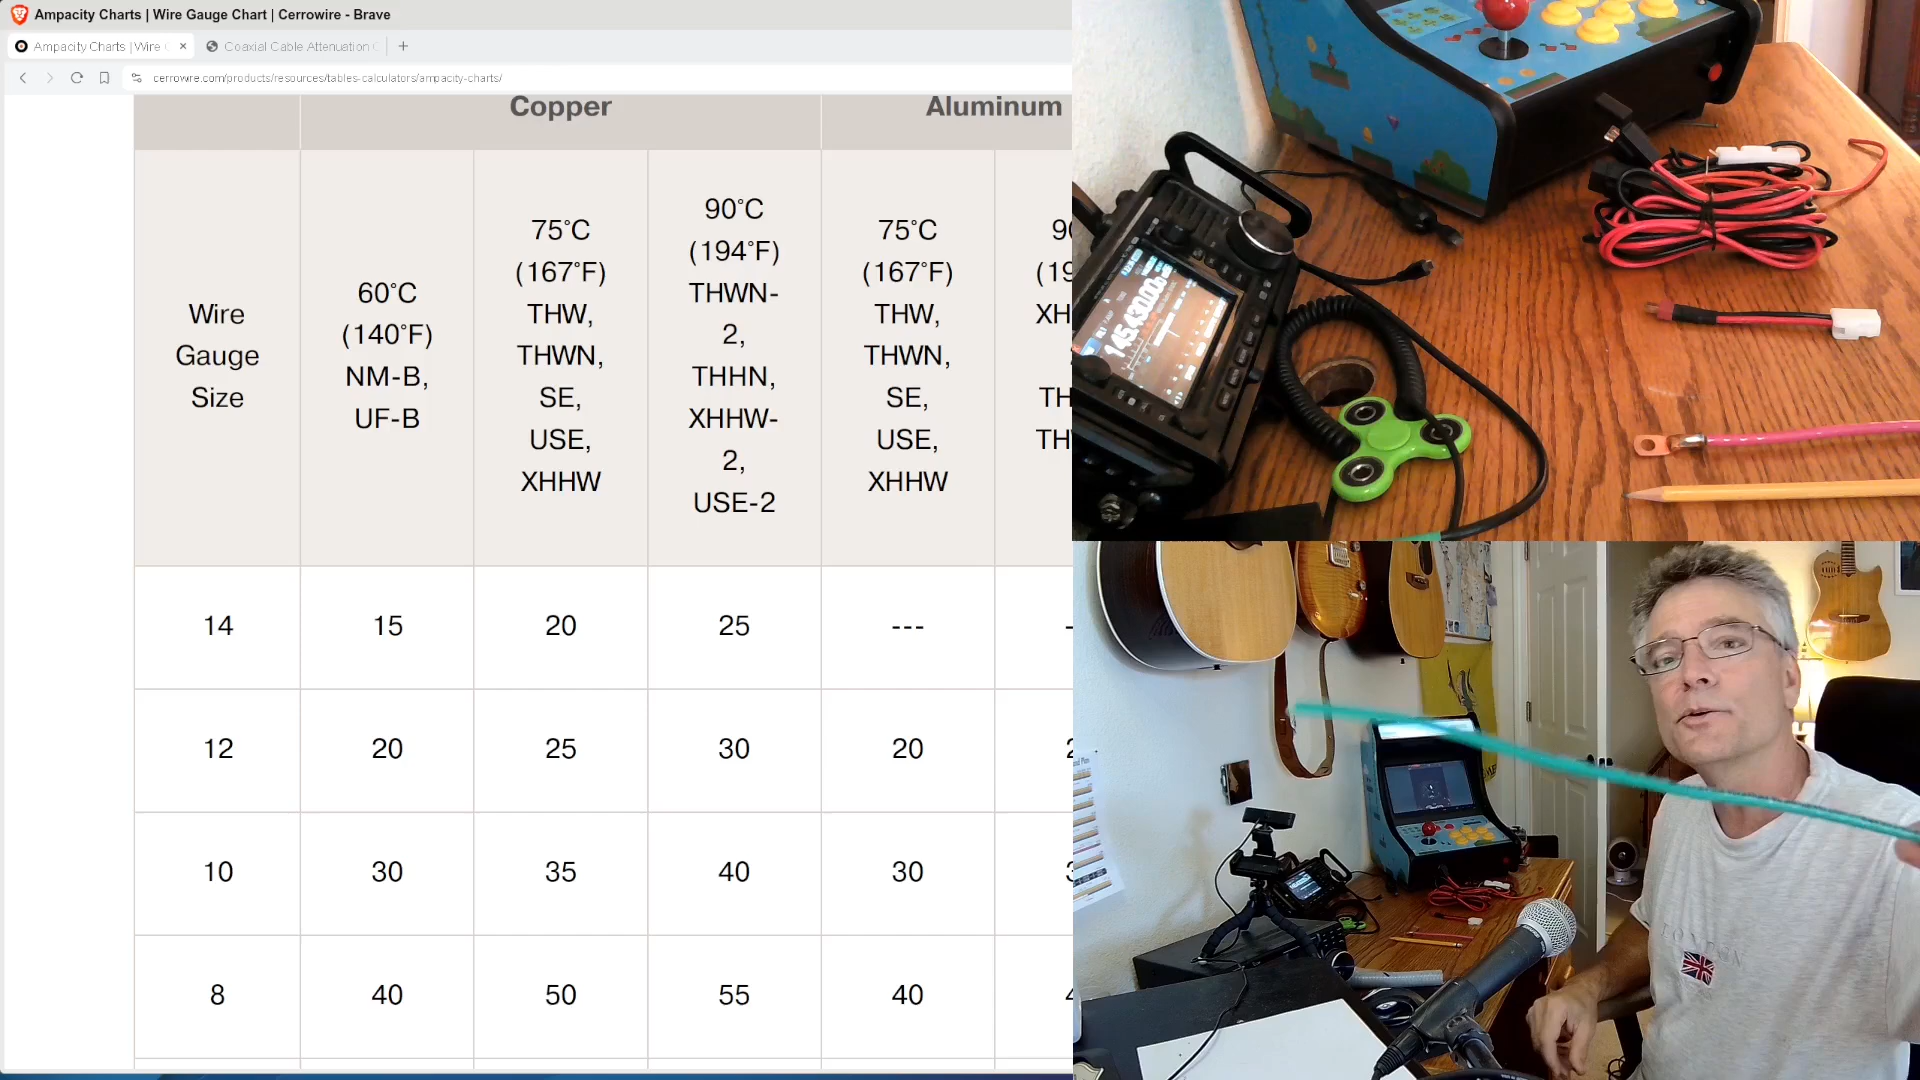 Ampacity Charts | Wire Gauge Chart | Cerrowire - Brave
Ampacity Charts | Wire
Coaxial Cable Attenuation
cerrowire.com/products/resources/tables-calculators/ampacity-charts/
Copper
Aluminum
Wire
Gauge
Size
60°C
(140°F)
NM-B,
UF-B
75°C
(167°F)
THW,
THWN,
SE,
USE,
XHHW
90°C
(194°F)
THWN-
2,
THHN,
XHHW-
2,
USE-2
75°C
(167°F)
THW,
THWN,
SE,
USE,
XHHW
14 15 20 25 ---
12 20 25 30 20
10 30 35 40 30
8 40 50 55 40
145.430.00